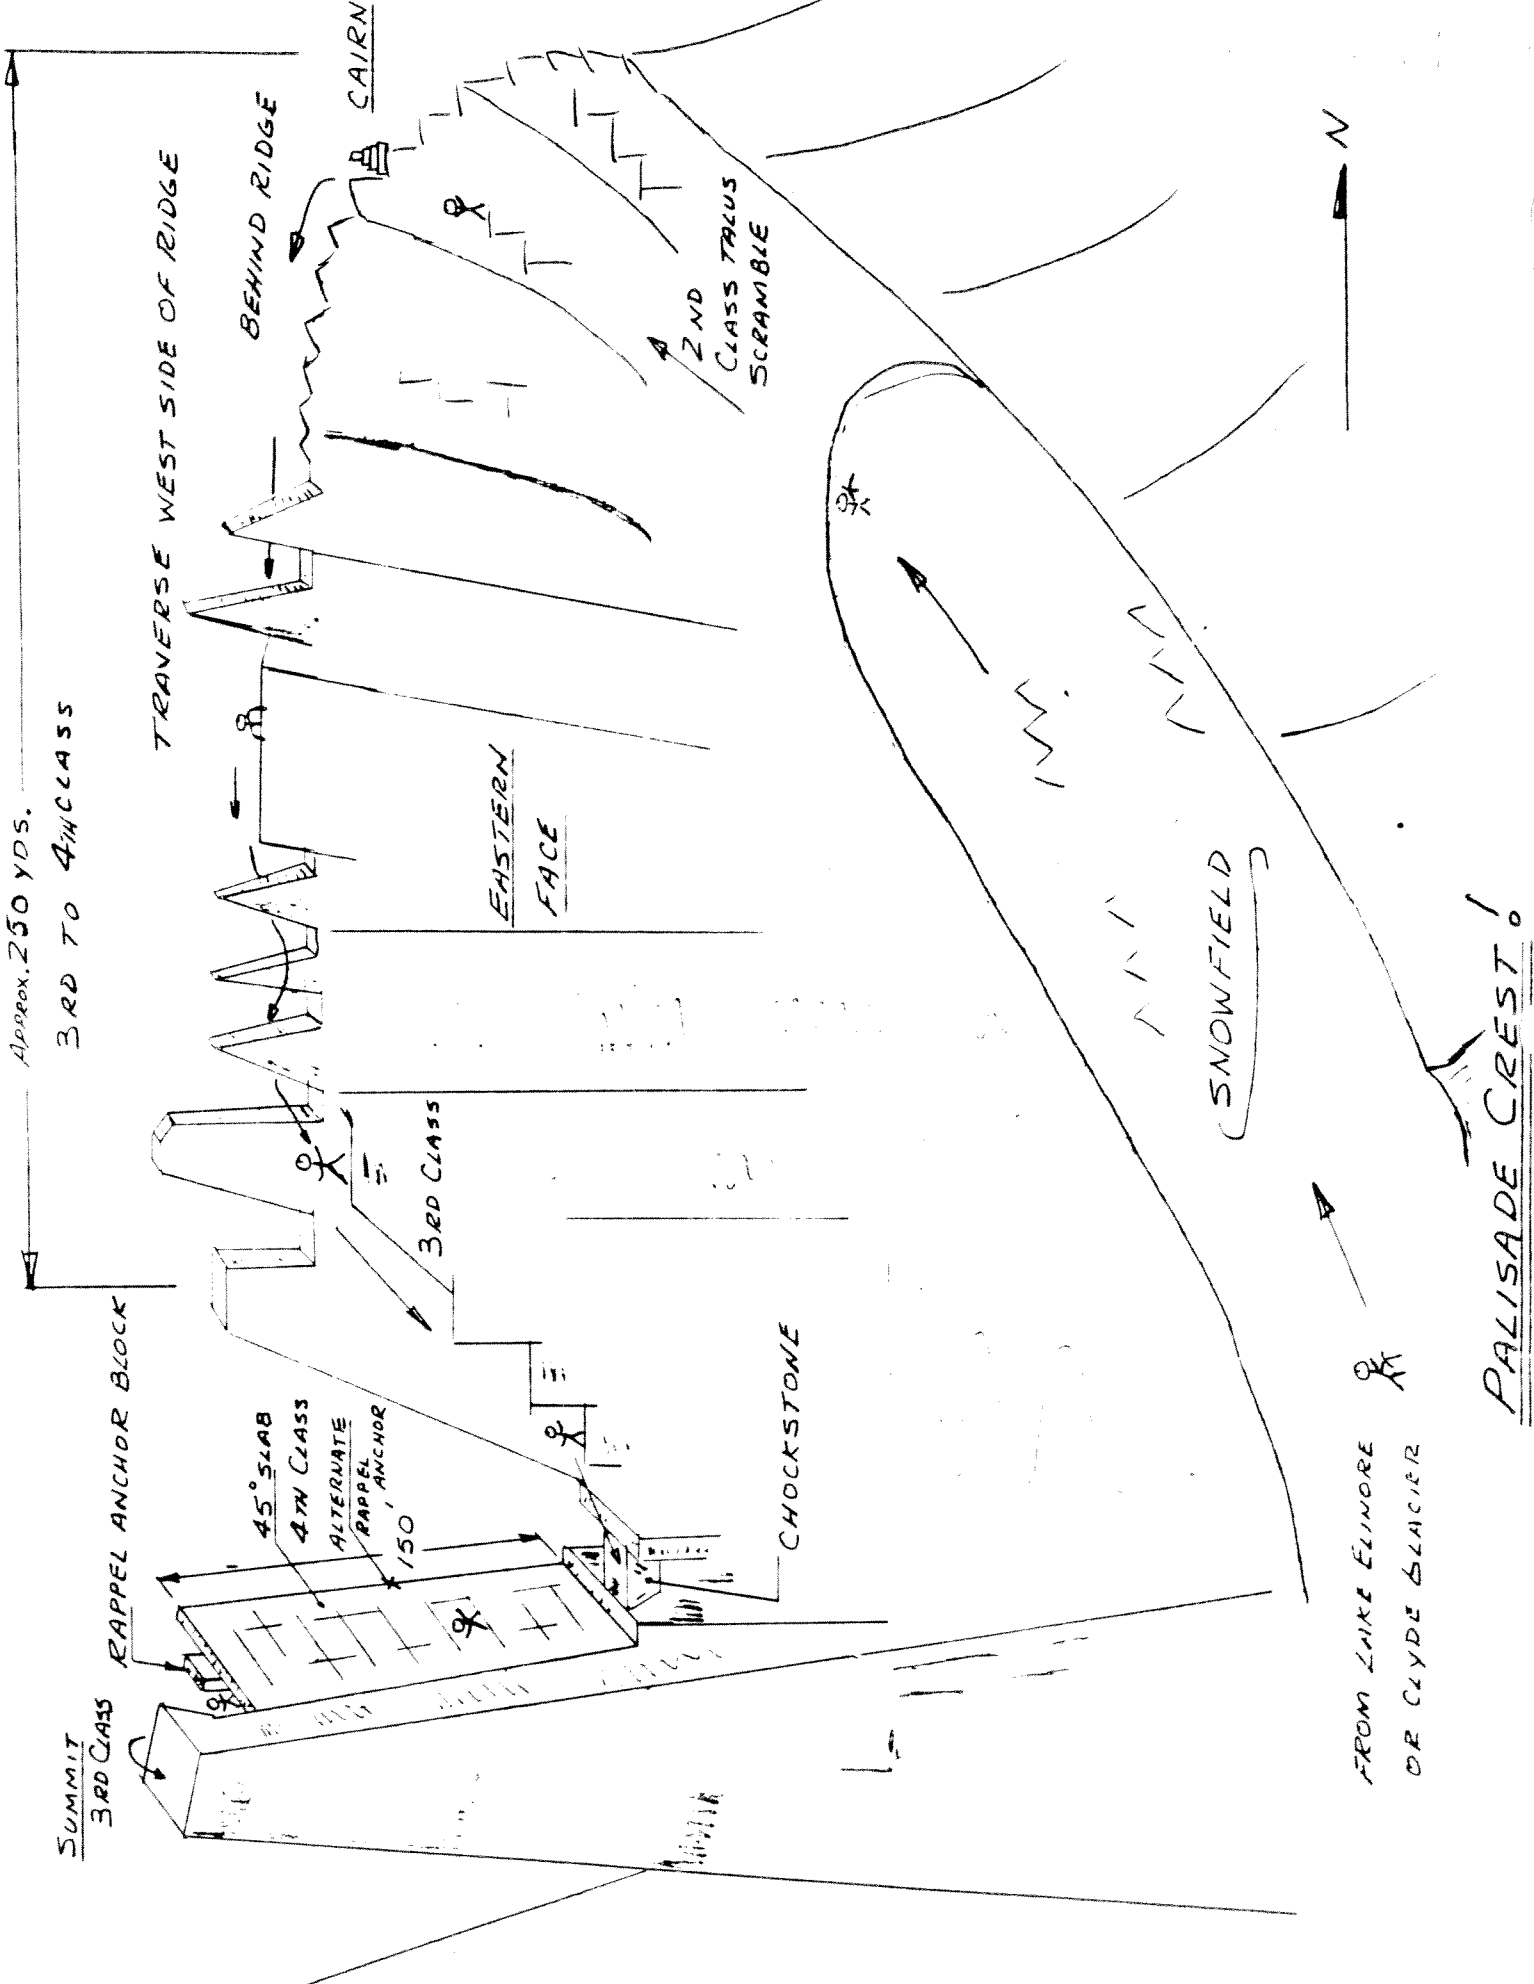 APPROX. 250 YDS.
3RD TO 4TH CLASS
TRAVERSE WEST SIDE OF RIDGE
BEHIND RIDGE
CAIRN
SUMMIT
3RD CLASS
RAPPEL ANCHOR BLOCK
45° SLAB
4TH CLASS
ALTERNATE
RAPPEL
ANCHOR
150'
3RD CLASS
EASTERN
FACE
2ND
CLASS TALUS
SCRAMBLE
CHOCKSTONE
SNOWFIELD
N
FROM LAKE ELINORE
OR CLYDE GLACIER
PALISADE CREST!